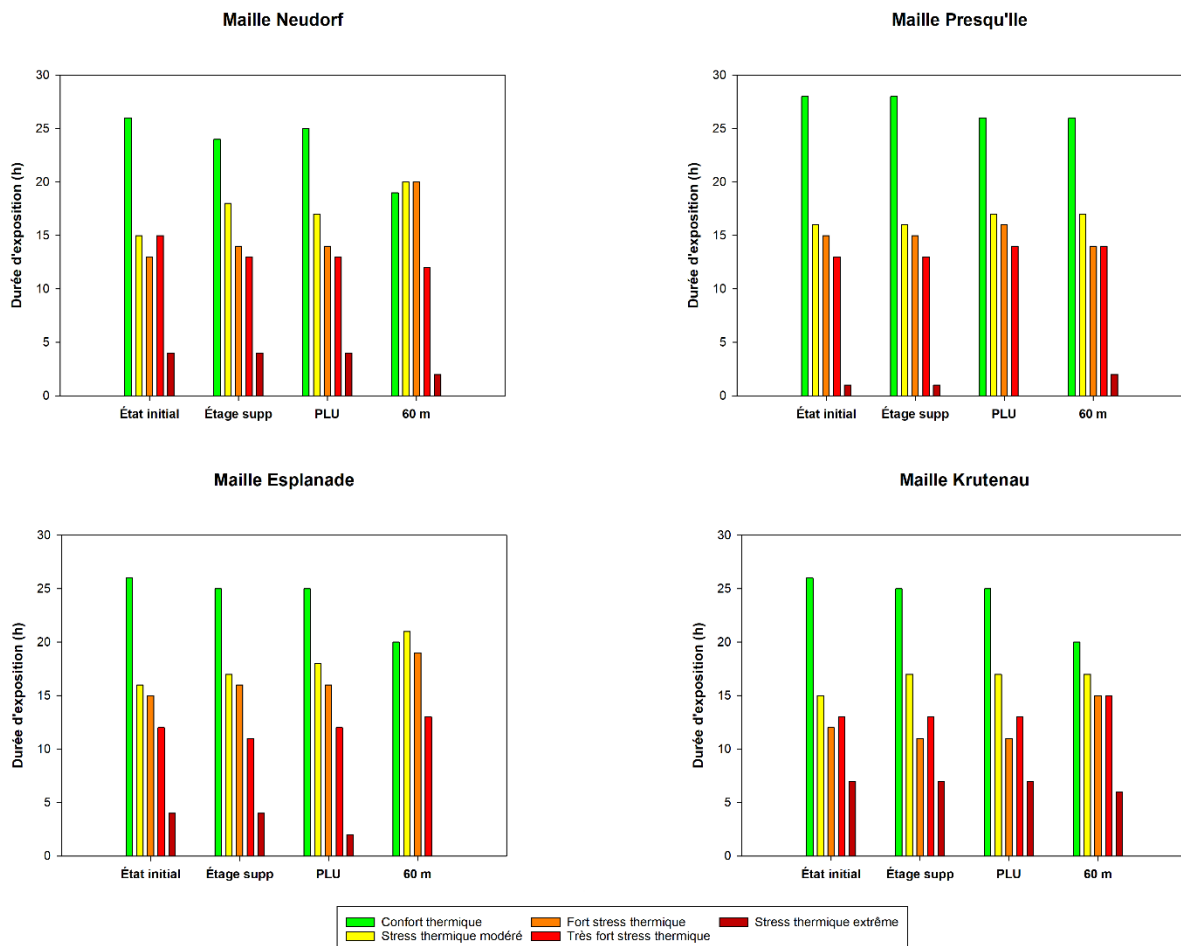 Maille Neudorf
Durée d'exposition (h)
30
25
20
15
10
5
0
État initial
Étage supp
PLU
60 m
Maille Presqu'Ile
Durée d'exposition (h)
30
25
20
15
10
5
0
État initial
Étage supp
PLU
60 m
Maille Esplanade
Durée d'exposition (h)
30
25
20
15
10
5
0
État initial
Étage supp
PLU
60 m
Maille Krutenau
Durée d'exposition (h)
30
25
20
15
10
5
0
État initial
Étage supp
PLU
60 m
Confort thermique
Stress thermique modéré
Fort stress thermique
Très fort stress thermique
Stress thermique extrême